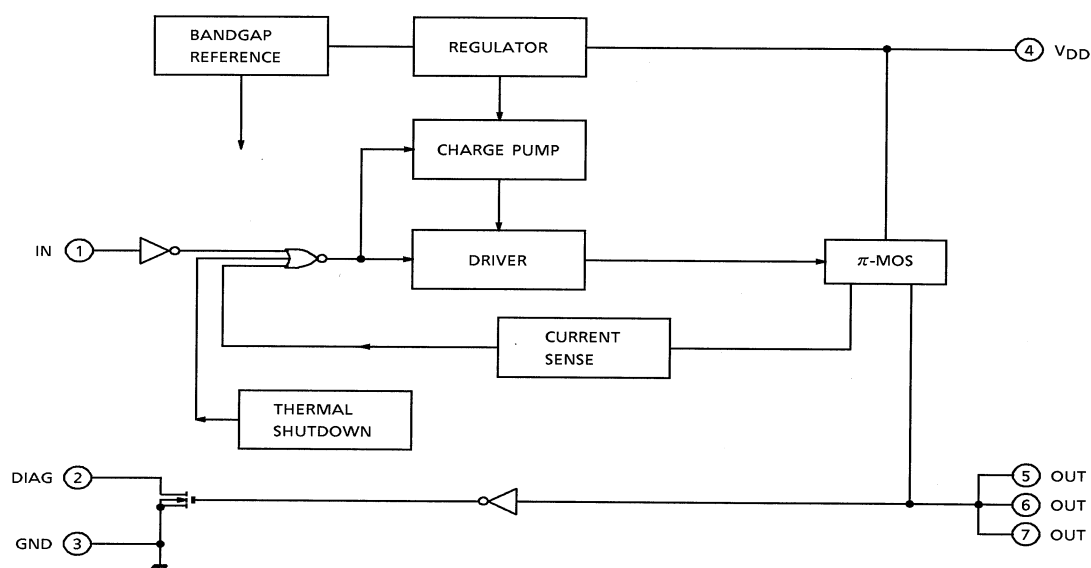 BANDGAP
REFERENCE
REGULATOR
4 VDD
CHARGE PUMP
IN 1
DRIVER
π-MOS
CURRENT
SENSE
THERMAL
SHUTDOWN
DIAG 2
5 OUT
6 OUT
GND 3
7 OUT